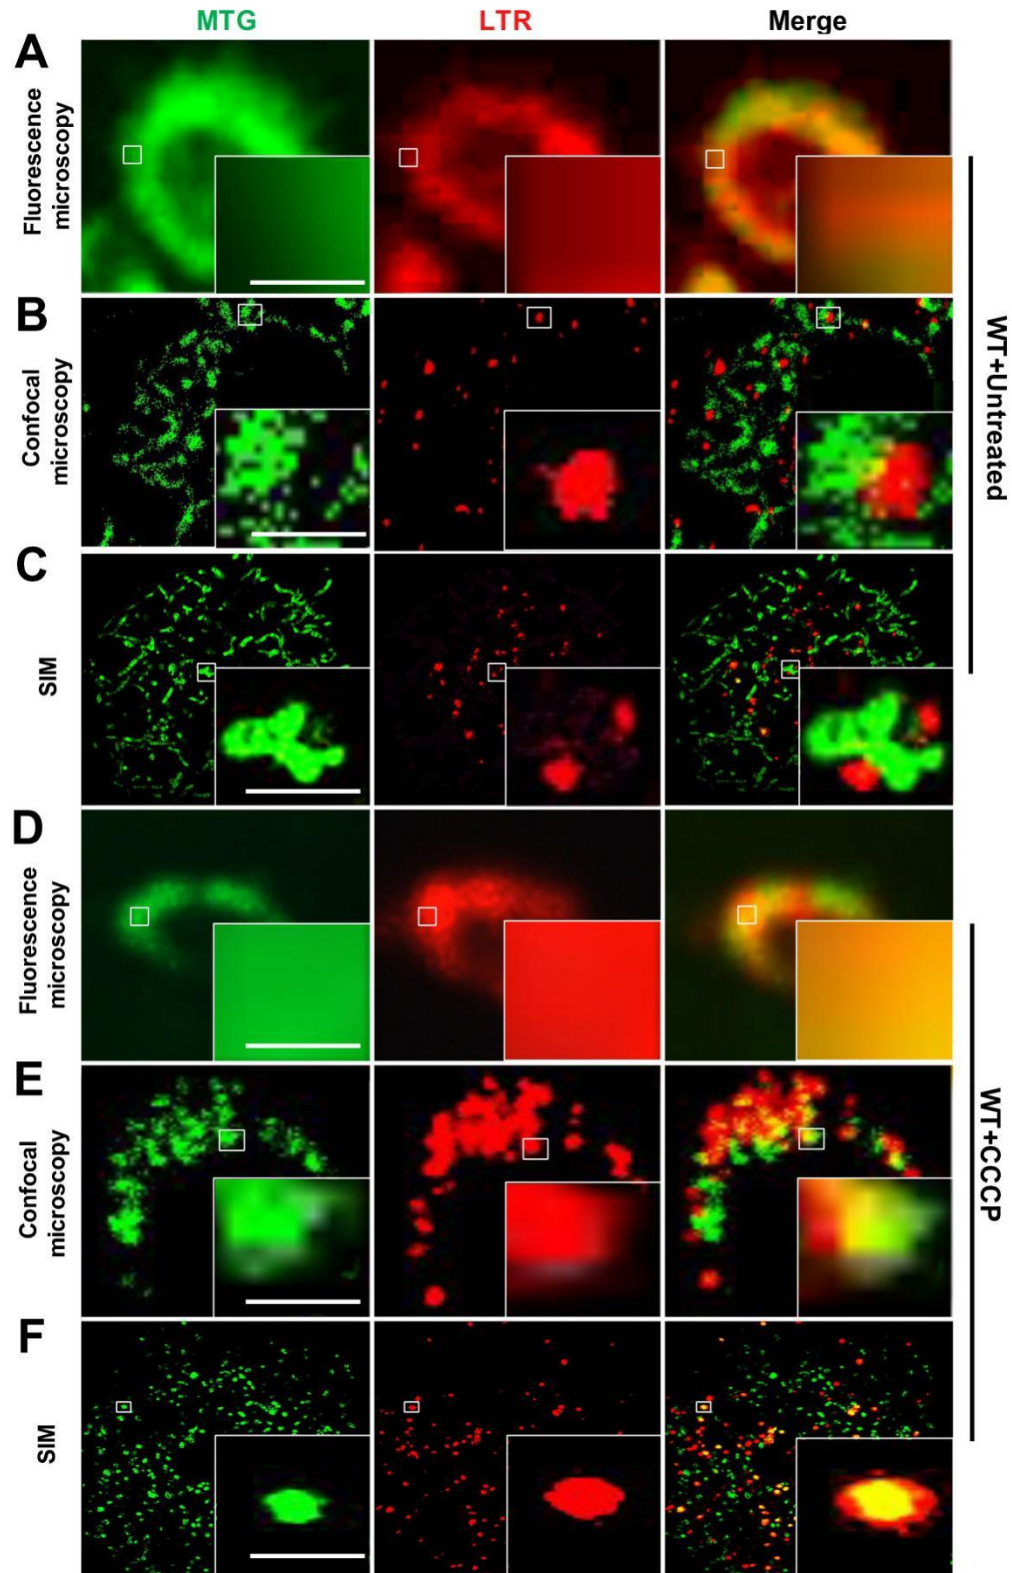 MTG LTR Merge
A
Fluorescence
microscopy
B
Confocal
microscopy
C
SIM
WT+Untreated
D
Fluorescence
microscopy
E
Confocal
microscopy
F
SIM
WT+CCCP